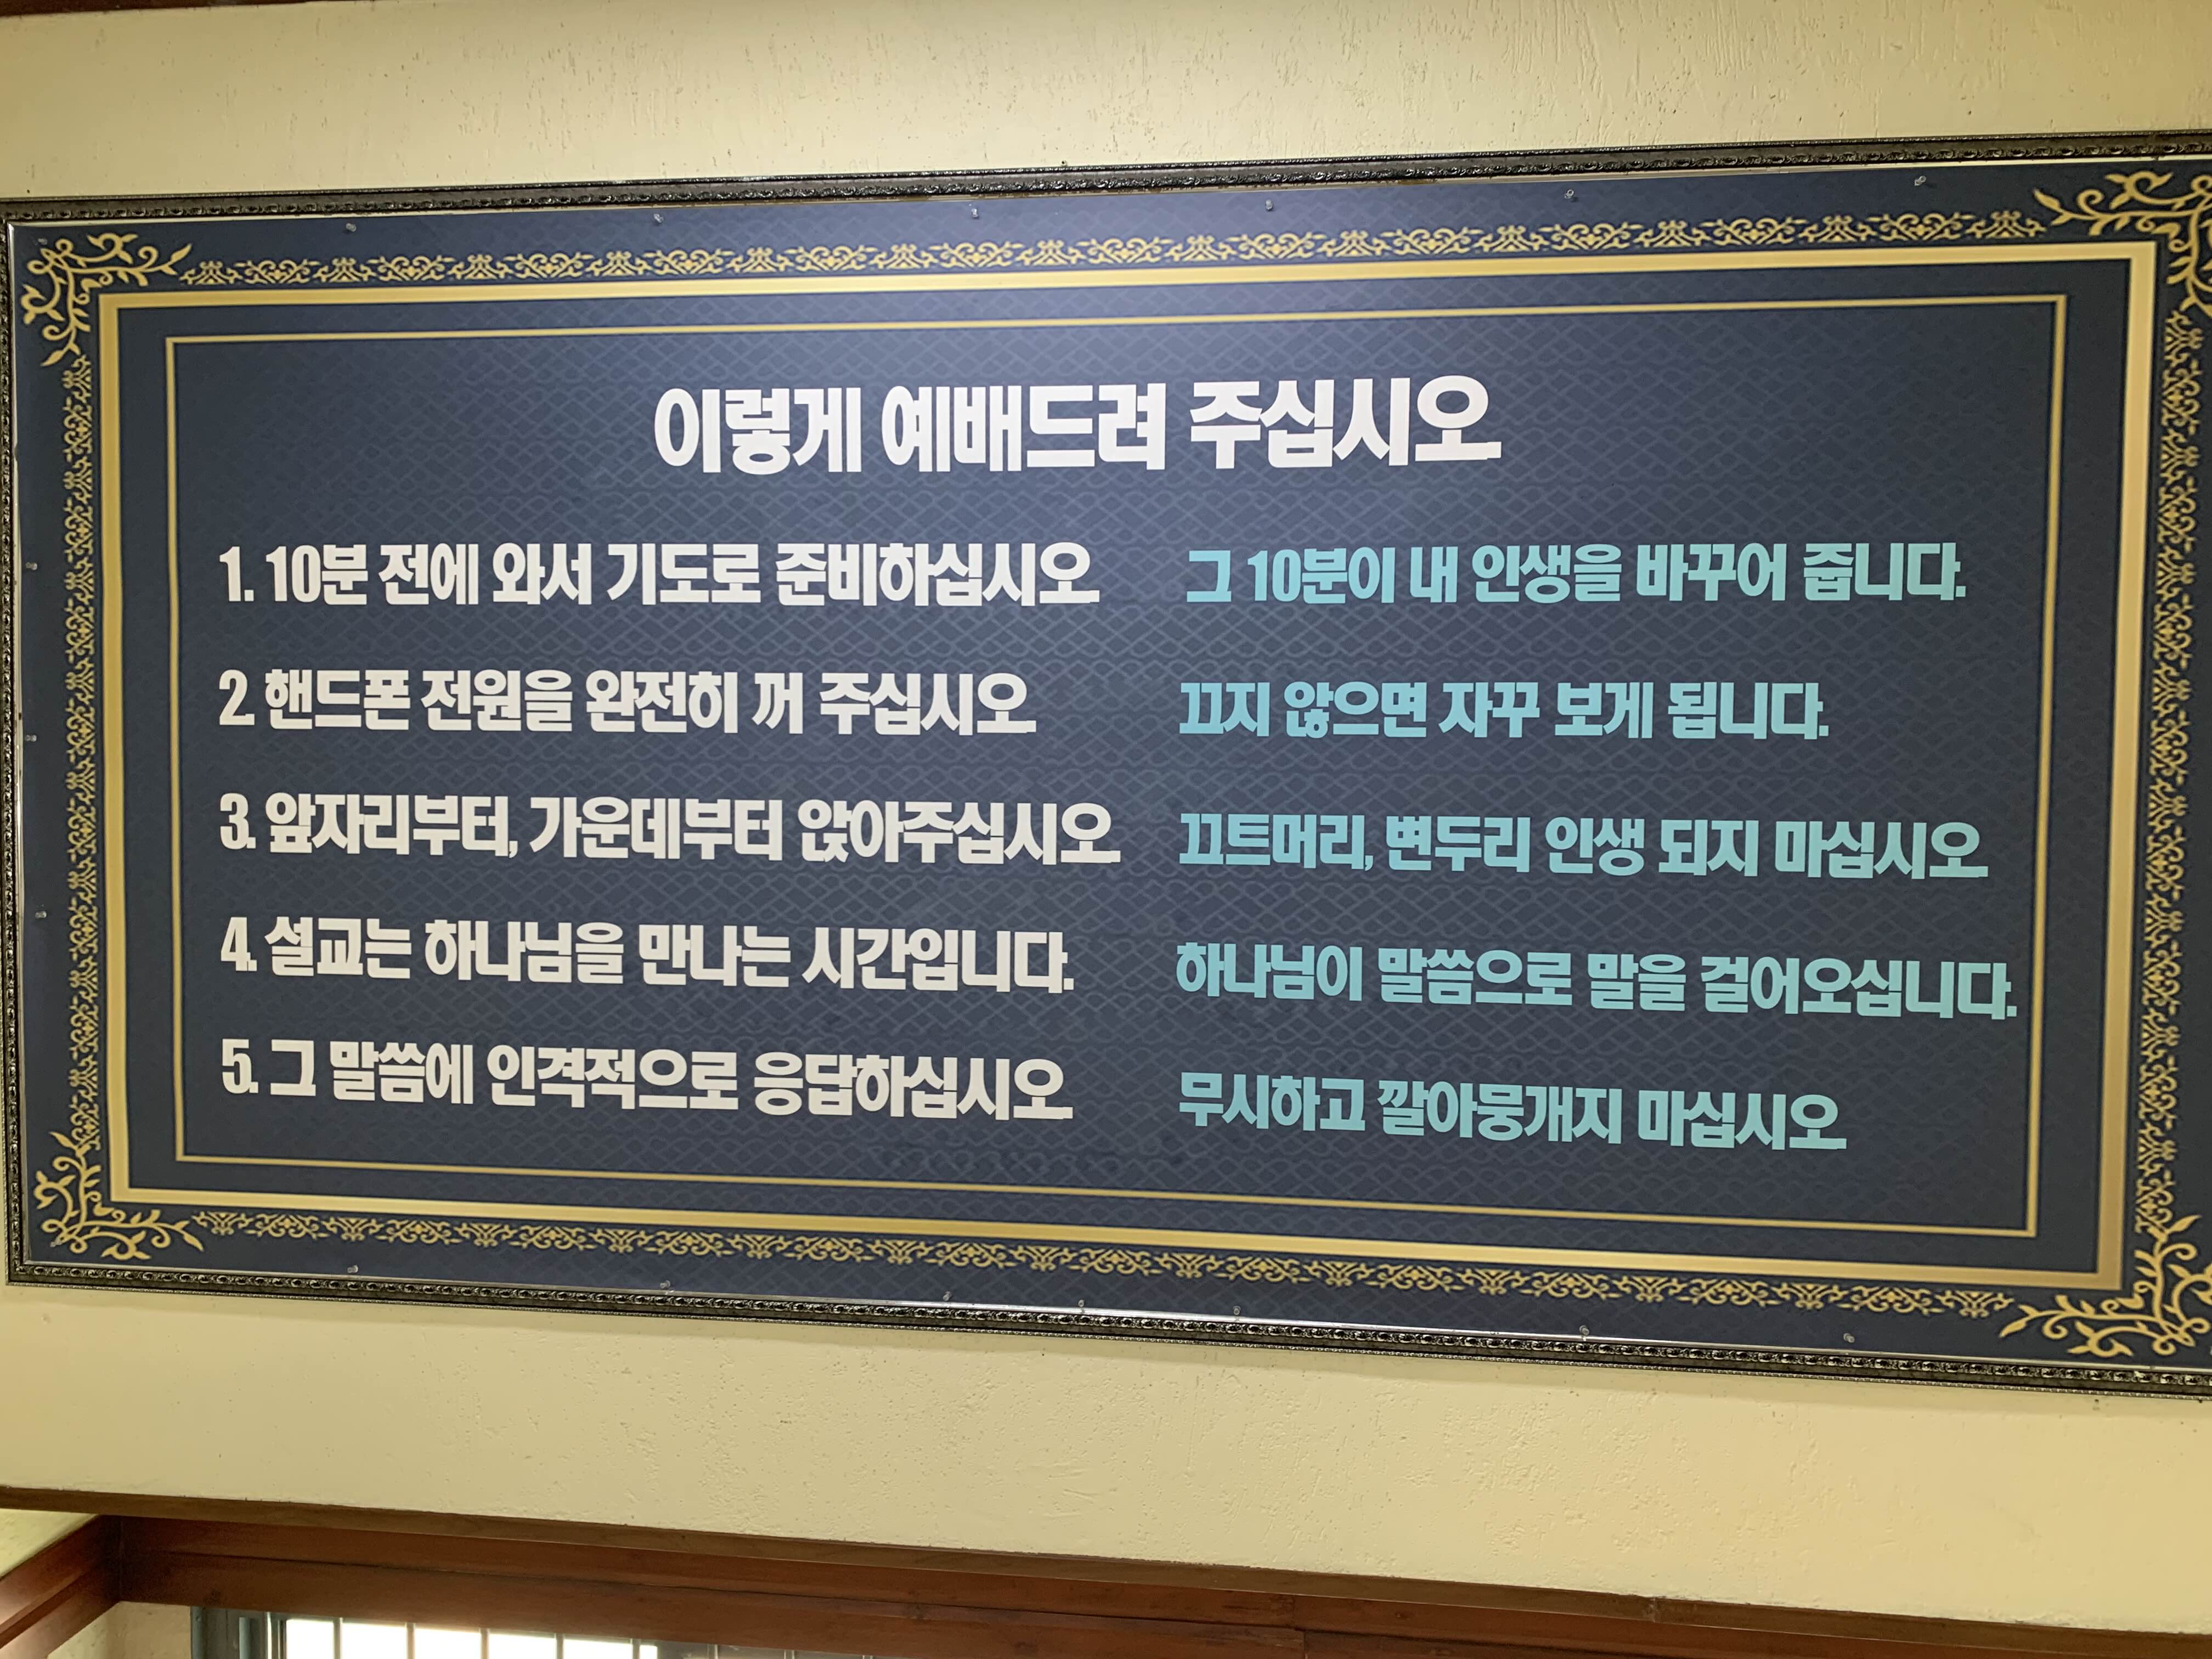 이렇게 예배드려 주십시오
1. 10분 전에 와서 기도로 준비하십시오 그 10분이 내 인생을 바꾸어 줍니다.
2. 핸드폰 전원을 완전히 꺼 주십시오 끄지 않으면 자꾸 보게 됩니다.
3. 앞자리부터, 가운데부터 앉아주십시오 끄트머리, 변두리 인생 되지 마십시오
4. 설교는 하나님을 만나는 시간입니다. 하나님이 말씀으로 말을 걸어오십니다.
5. 그 말씀에 인격적으로 응답하십시오 무시하고 깔아뭉개지 마십시오